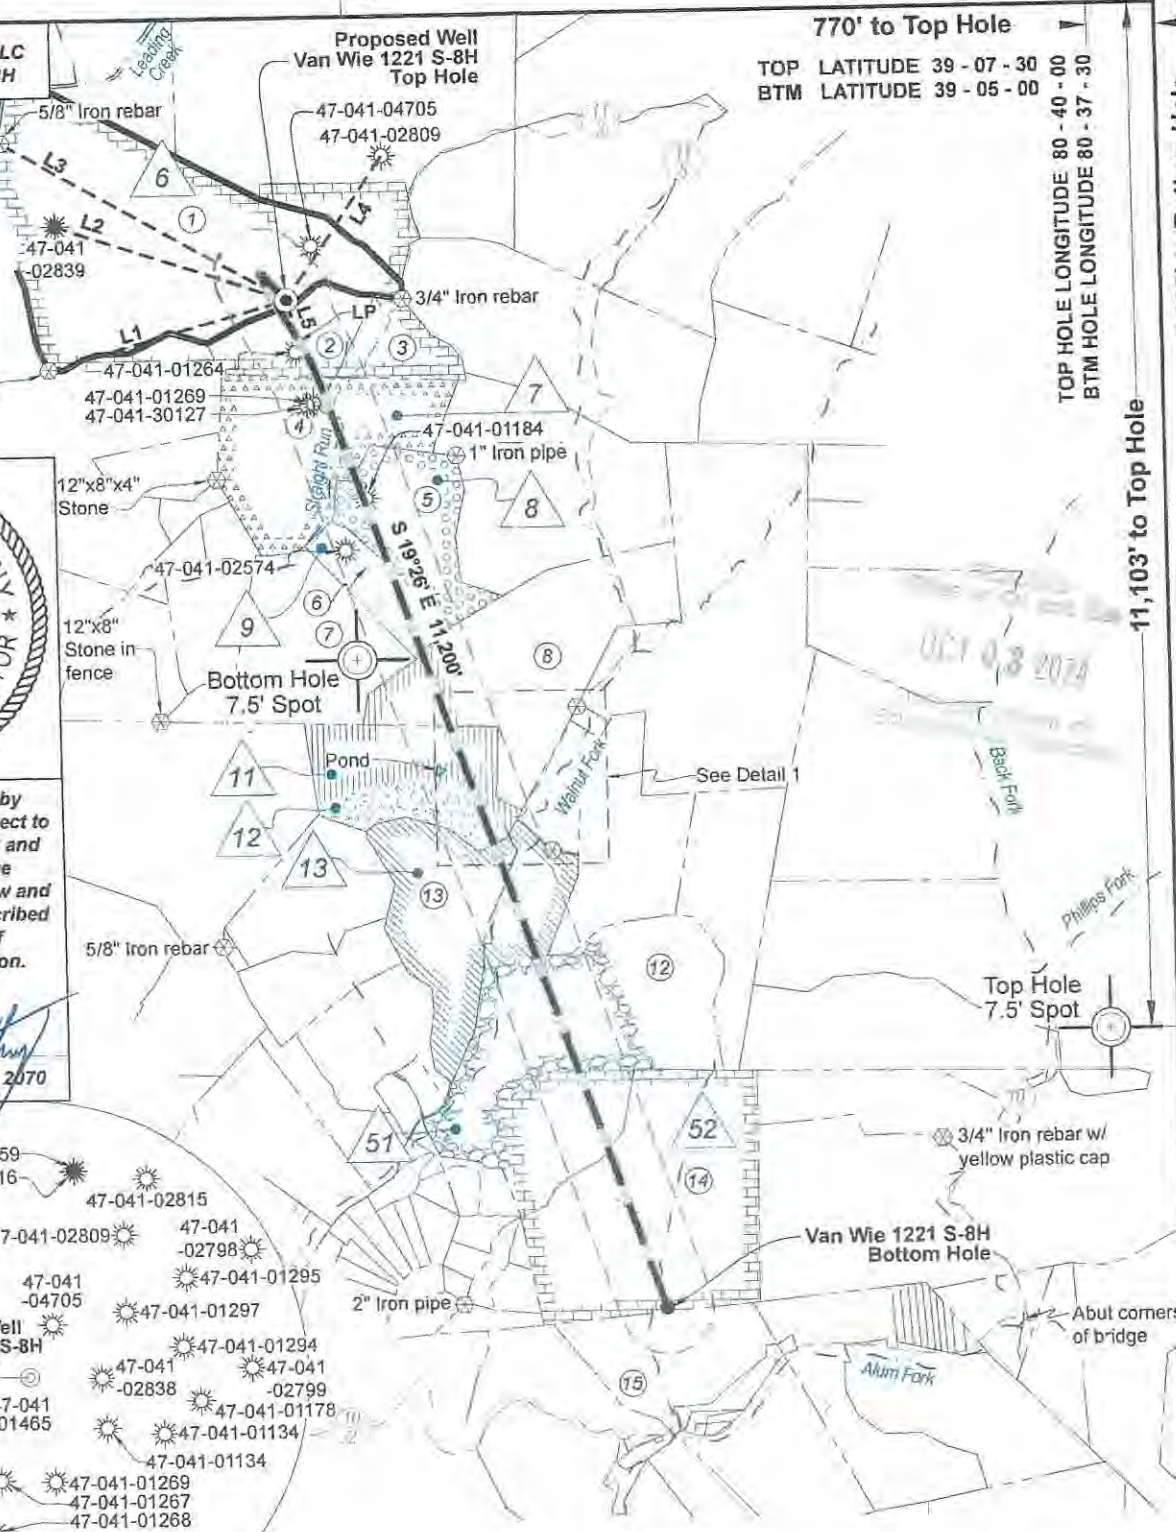 LC
Leading
Creek
Proposed Well
Van Wie 1221 S-8H
Top Hole
770' to Top Hole
TOP LATITUDE 39 - 07 - 30
BTM LATITUDE 39 - 05 - 00
TOP HOLE LONGITUDE 80 - 40 - 00
BTM HOLE LONGITUDE 80 - 37 - 30
11,103' to Top Hole
5/8" Iron rebar
47-041-04705
47-041-02809
L3
6
L2
1
L4
47-041
-02839
3/4" Iron rebar
L5
LP
L1
2
3
47-041-01264
47-041-01269
47-041-30127
4
7
47-041-01184
1" Iron pipe
12"x8"x4"
Stone
Straight Run
5
8
S 19°26' E 11,200'
47-041-02574
9
6
7
12"x8"
Stone in
fence
8
Bottom Hole
7.5' Spot
OCT 08 2024
11
Pond
Walnut Fork
See Detail 1
Back Fork
12
13
13
by
ect to
and
w and
cribed
on.
5/8" Iron rebar
12
Phillips Fork
Top Hole
7.5' Spot
2070
51
52
3/4" Iron rebar w/
yellow plastic cap
14
59
16
47-041-02815
7-041-02809
47-041
-02798
Van Wie 1221 S-8H
Bottom Hole
47-041
-04705
47-041-01295
47-041-01297
2" Iron pipe
Abut corners
of bridge
S-8H
47-041-01294
47-041
-02838
47-041
-02799
15
Alum Fork
7-041
01465
47-041-01178
47-041-01134
47-041-01134
47-041-01269
47-041-01267
47-041-01268